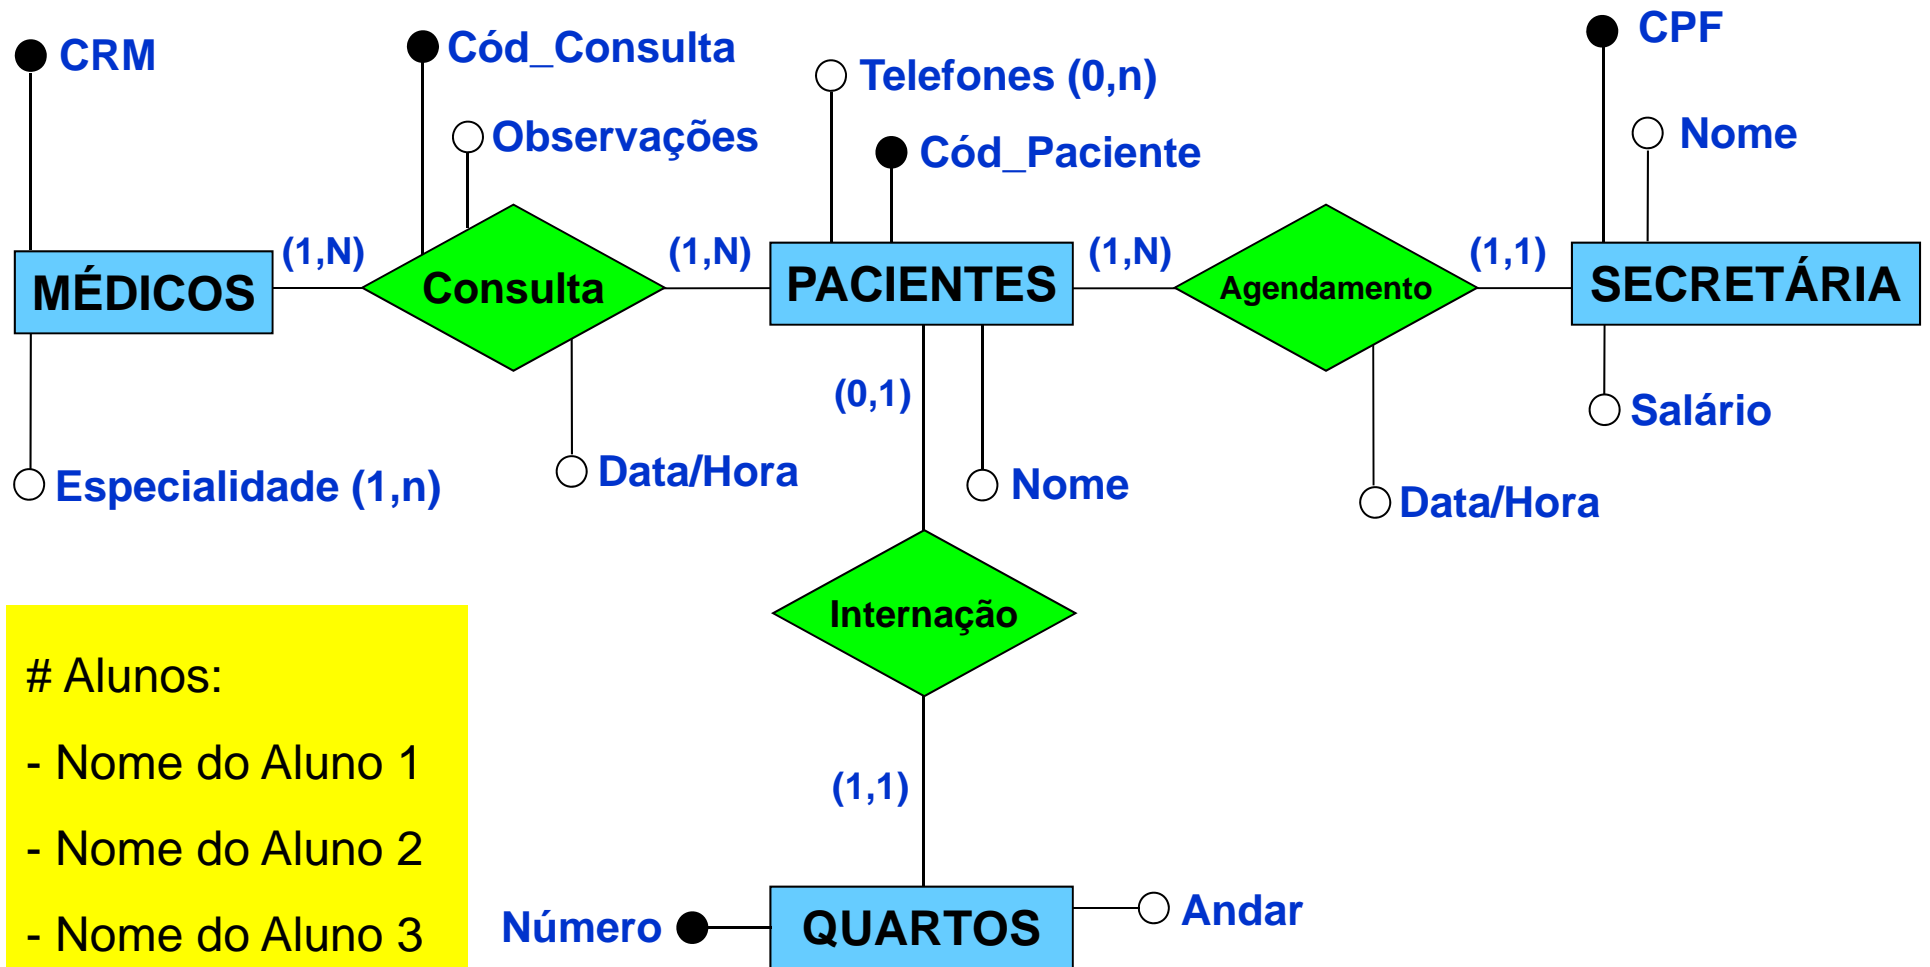 CRM
Cód_Consulta
Telefones (0,n)
CPF
Observações
Cód_Paciente
Nome
MÉDICOS
(1,N)
Consulta
(1,N)
PACIENTES
(1,N)
Agendamento
(1,1)
SECRETÁRIA
(0,1)
Salário
Especialidade (1,n)
Data/Hora
Nome
Data/Hora
Internação
# Alunos:
- Nome do Aluno 1
- Nome do Aluno 2
- Nome do Aluno 3
(1,1)
Número
QUARTOS
Andar